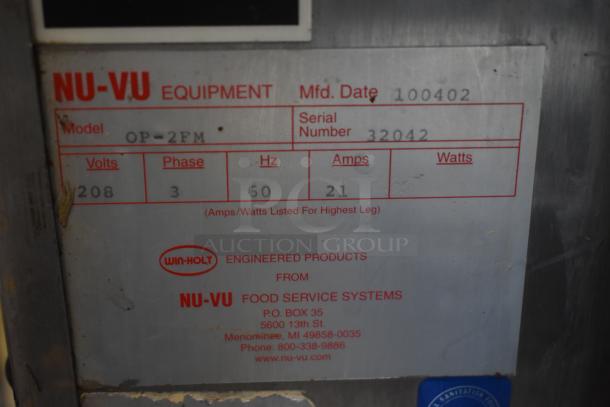 NU-VU EQUIPMENT Mfd. Date 100402
Model OP-2FM Serial Number 32042
Volts Phase Hz Amps Watts
208 3 60 21
(Amps/Watts Listed For Highest Leg)
PCI
AUCTION GROUP
WIN-HOLT ENGINEERED PRODUCTS
FROM
NU-VU FOOD SERVICE SYSTEMS
P.O. BOX 35
5600 13th St.
Menominee, MI 49858-0035
Phone: 800-338-9886
www.nu-vu.com
SANITATION